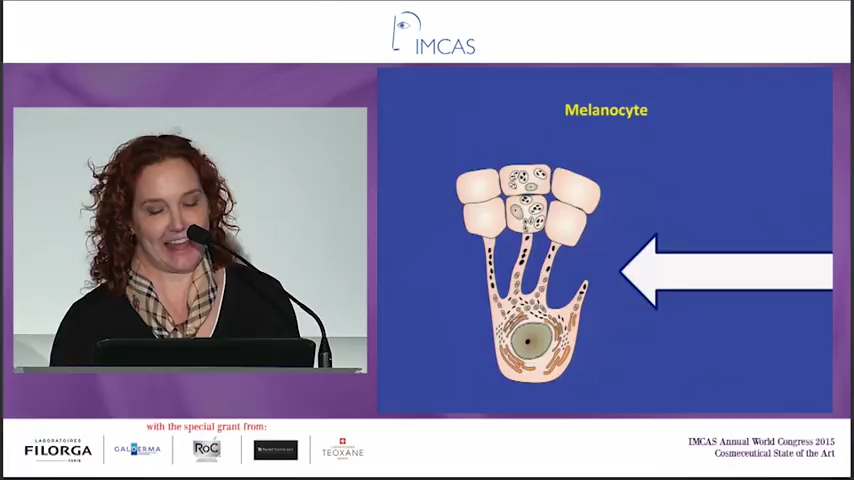 IMCAS
Melanocyte
with the special grant from:
LABORATOIRES
FILORGA
PARIS
GALDERMA
RoC
TEOXANE
IMCAS Annual World Congress 2015
Cosmeceutical State of the Art